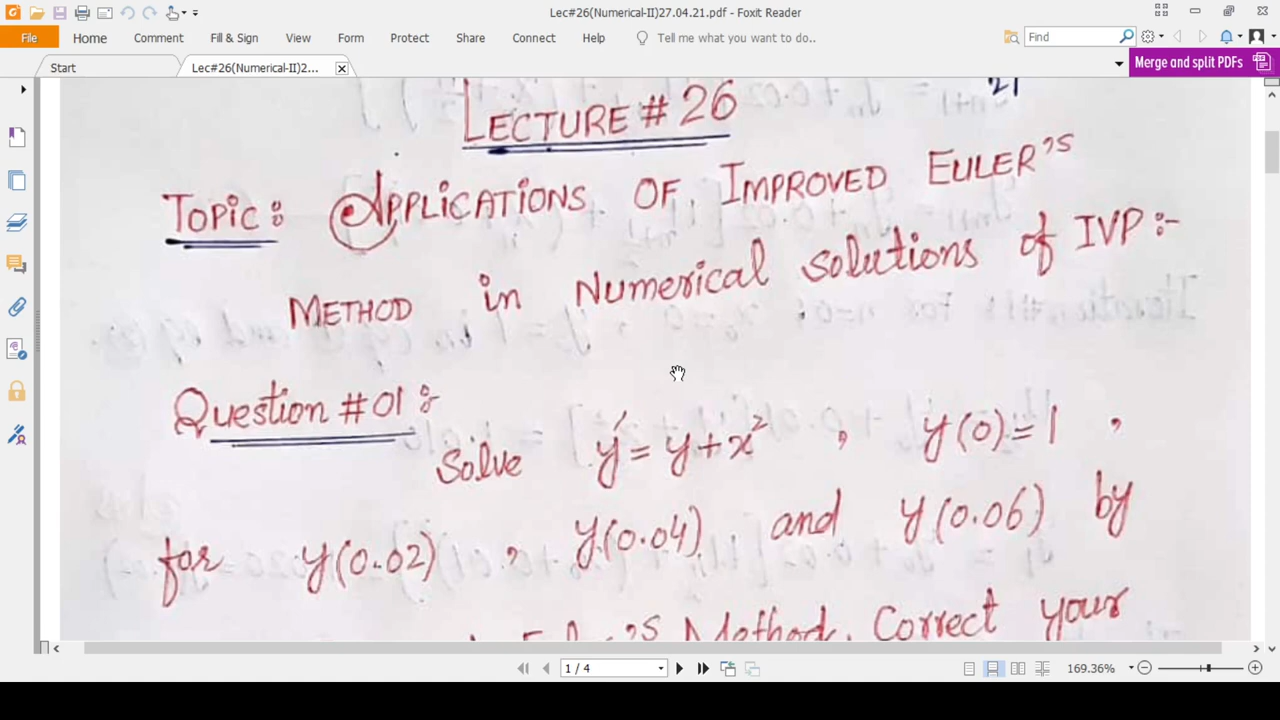 Lec#26(Numerical-II)27.04.21.pdf - Foxit Reader
File Home Comment Fill & Sign View Form Protect Share Connect Help Tell me what you want to do.. Find
Start Lec#26(Numerical-II)2... Merge and split PDFs
21
LECTURE # 26
TOPIC: APPLICATIONS OF IMPROVED EULER'S
METHOD in Numerical solutions of IVP:-
Question #01:-
Solve y′ = y + x² , y(0) = 1 ,
for y(0.02) , y(0.04) and y(0.06) by
Euler's Method. Correct your
1 / 4 169.36%